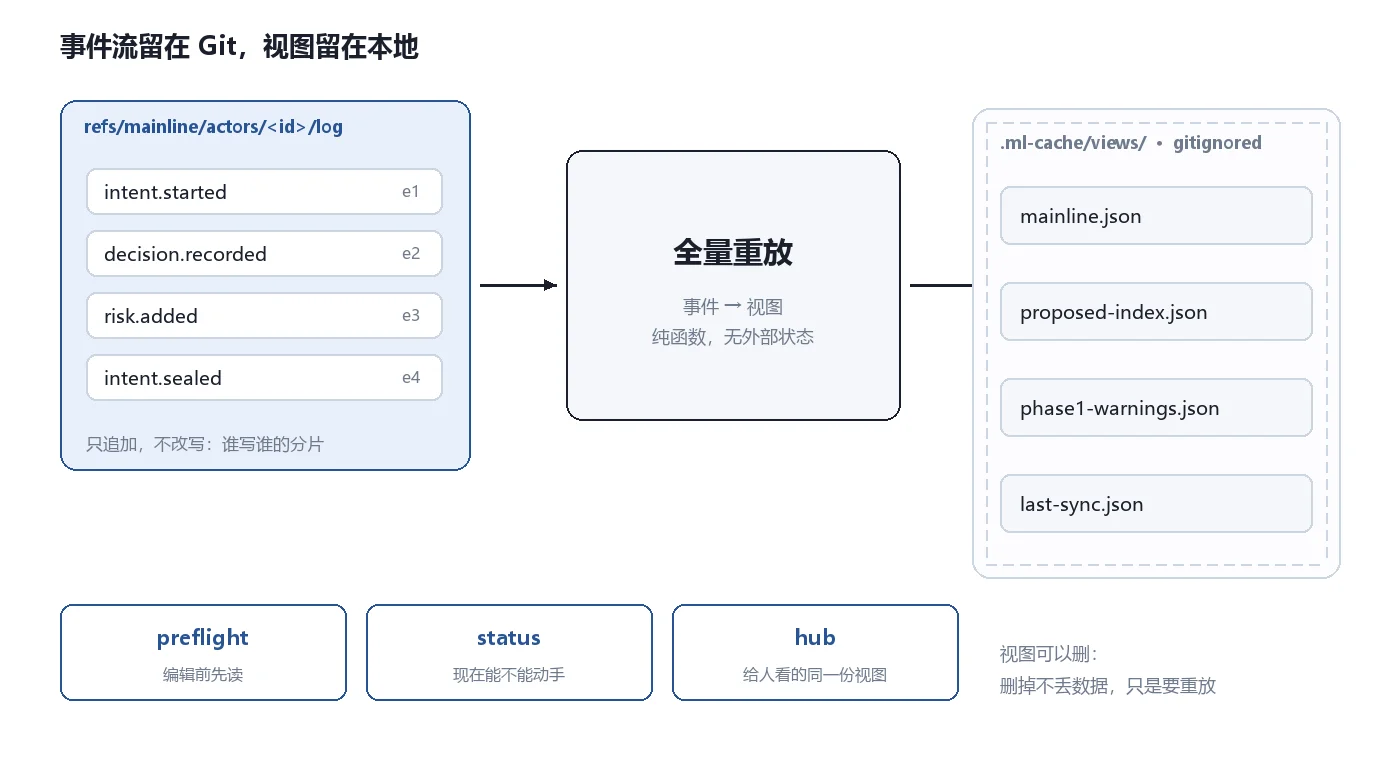 事件流留在 Git，视图留在本地
refs/mainline/actors/<id>/log
intent.started e1
decision.recorded e2
risk.added e3
intent.sealed e4
只追加，不改写：谁写谁的分片
全量重放
事件 → 视图
纯函数，无外部状态
.ml-cache/views/ • gitignored
mainline.json
proposed-index.json
phase1-warnings.json
last-sync.json
preflight
编辑前先读
status
现在能不能动手
hub
给人看的同一份视图
视图可以删：
删掉不丢数据，只是要重放